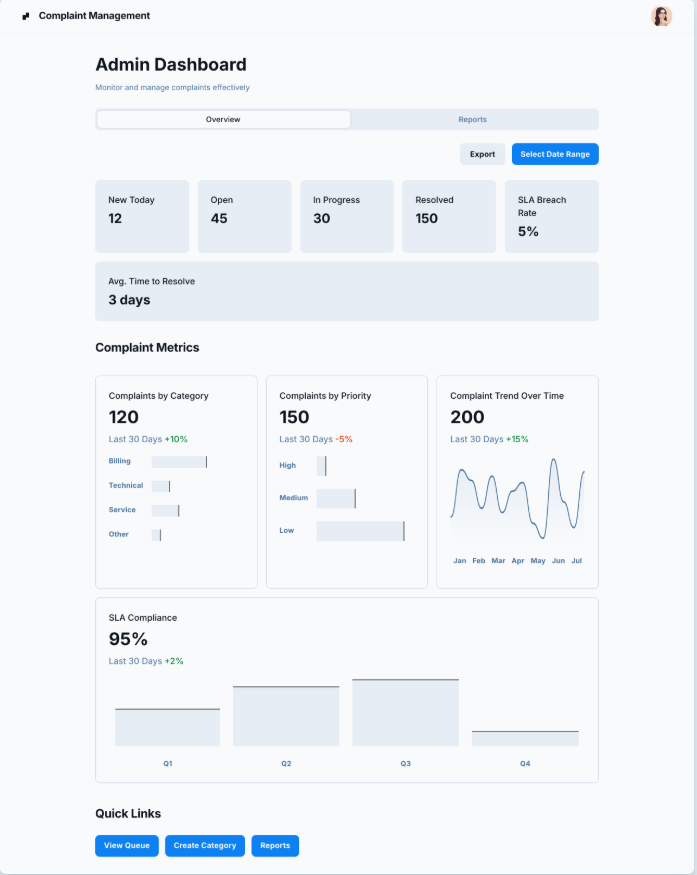 Complaint Management
Admin Dashboard
Monitor and manage complaints effectively
Overview
Reports
Export
Select Date Range
New Today
12
Open
45
In Progress
30
Resolved
150
SLA Breach
Rate
5%
Avg. Time to Resolve
3 days
Complaint Metrics
Complaints by Category
120
Last 30 Days +10%
Billing
Technical
Service
Other
Complaints by Priority
150
Last 30 Days -5%
High
Medium
Low
Complaint Trend Over Time
200
Last 30 Days +15%
Jan Feb Mar Apr May Jun Jul
SLA Compliance
95%
Last 30 Days +2%
Q1 Q2 Q3 Q4
Quick Links
View Queue
Create Category
Reports